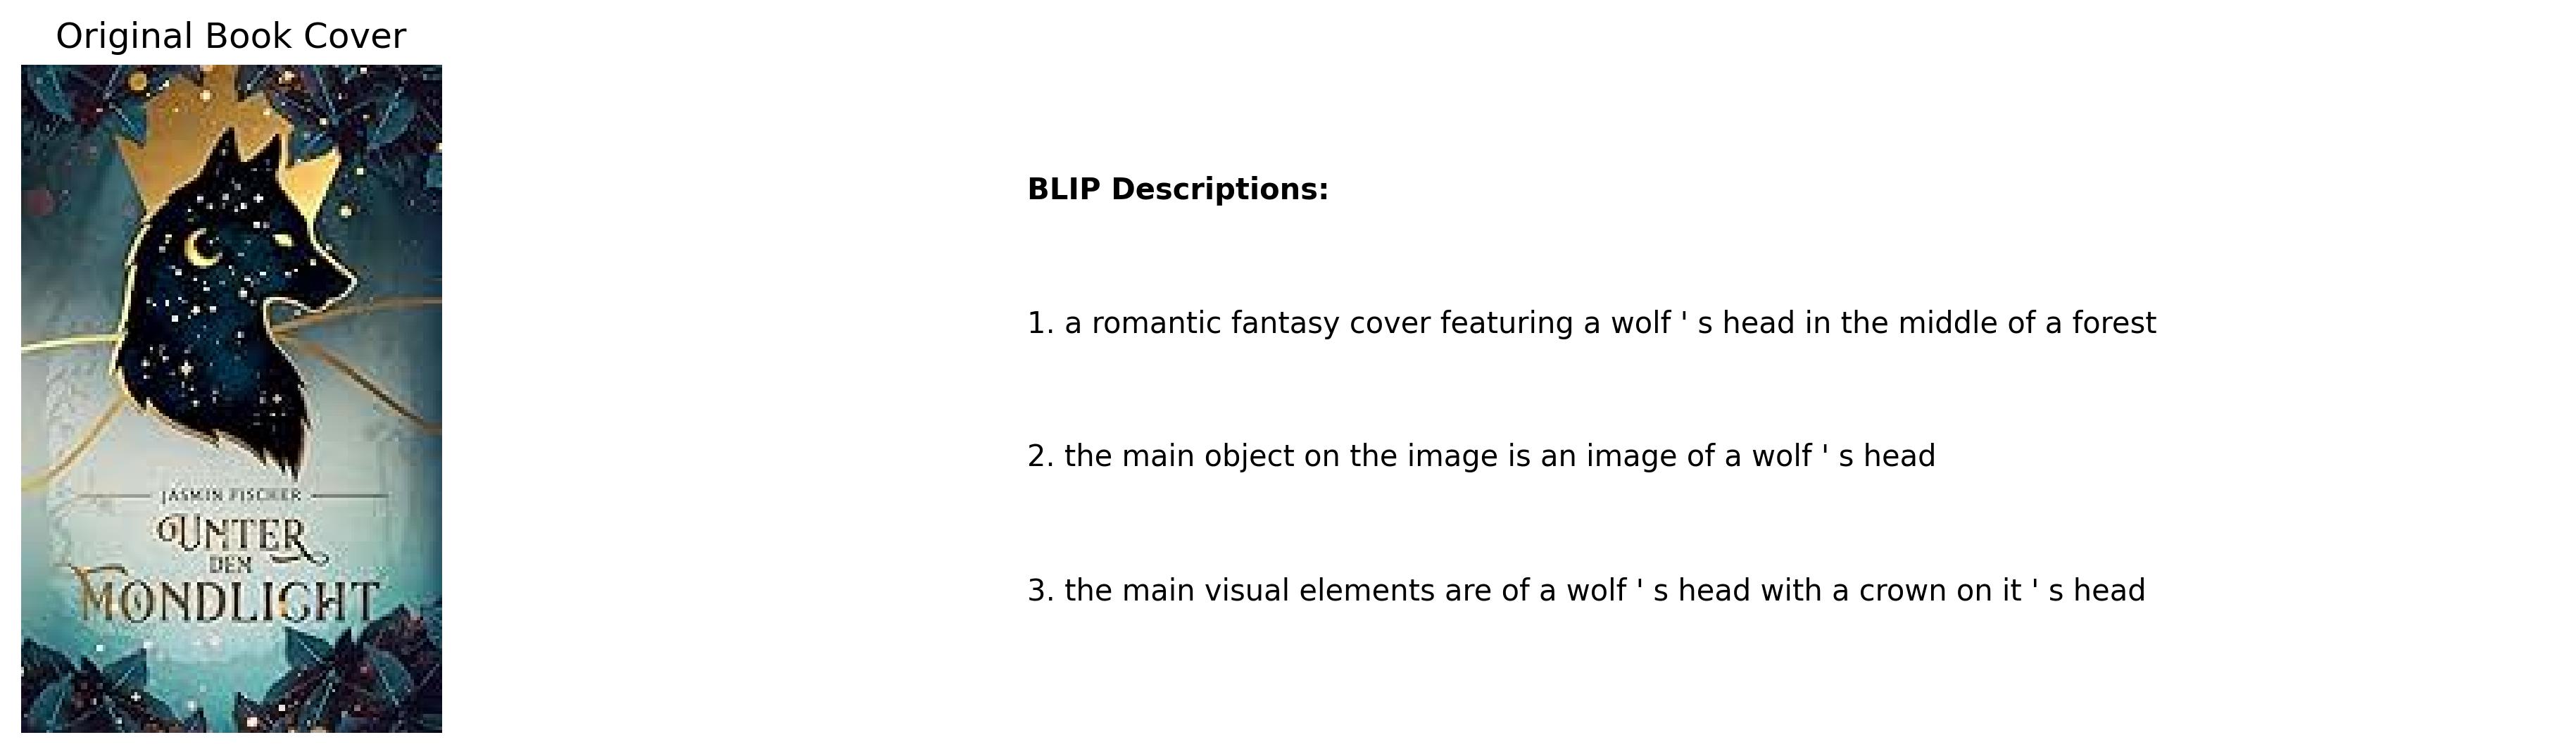 Original Book Cover
JASMIN FISCHER
UNTER
DEN
MONDLIGHT
BLIP Descriptions:
1. a romantic fantasy cover featuring a wolf ' s head in the middle of a forest
2. the main object on the image is an image of a wolf ' s head
3. the main visual elements are of a wolf ' s head with a crown on it ' s head